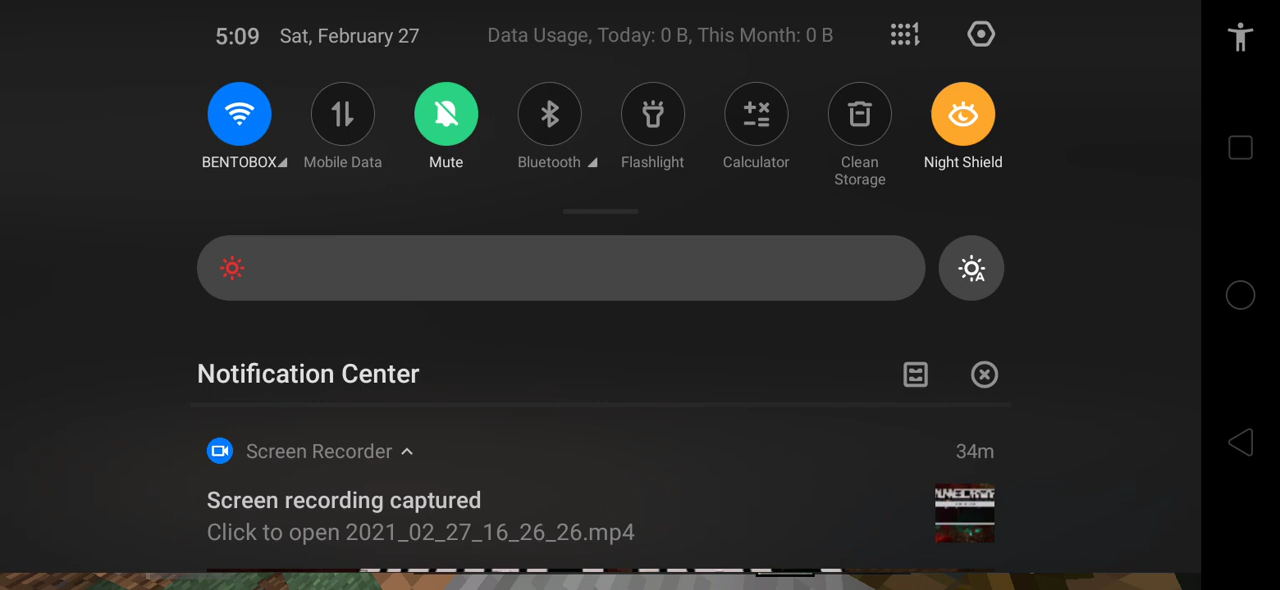 5:09 Sat, February 27 Data Usage, Today: 0 B, This Month: 0 B
BENTOBOX Mobile Data Mute Bluetooth Flashlight Calculator Clean Storage Night Shield
Notification Center
Screen Recorder 34m
Screen recording captured
Click to open 2021_02_27_16_26_26.mp4